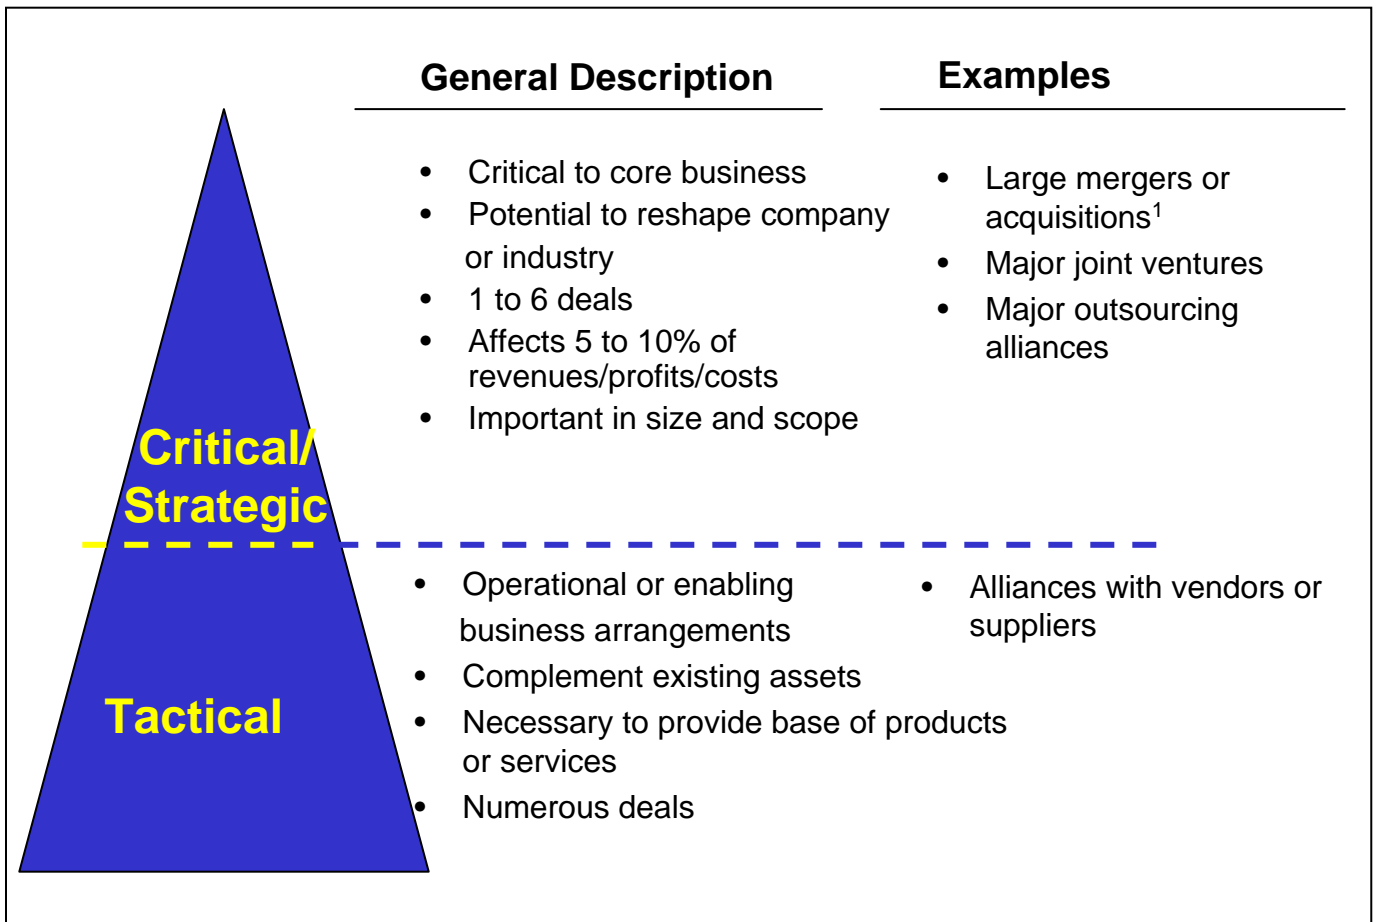 General Description
Examples
• Critical to core business
• Potential to reshape company
or industry
• 1 to 6 deals
• Affects 5 to 10% of
revenues/profits/costs
• Important in size and scope
• Large mergers or
acquisitions¹
• Major joint ventures
• Major outsourcing
alliances
Critical/
Strategic
• Operational or enabling
business arrangements
• Complement existing assets
• Necessary to provide base of products
or services
• Numerous deals
• Alliances with vendors or
suppliers
Tactical